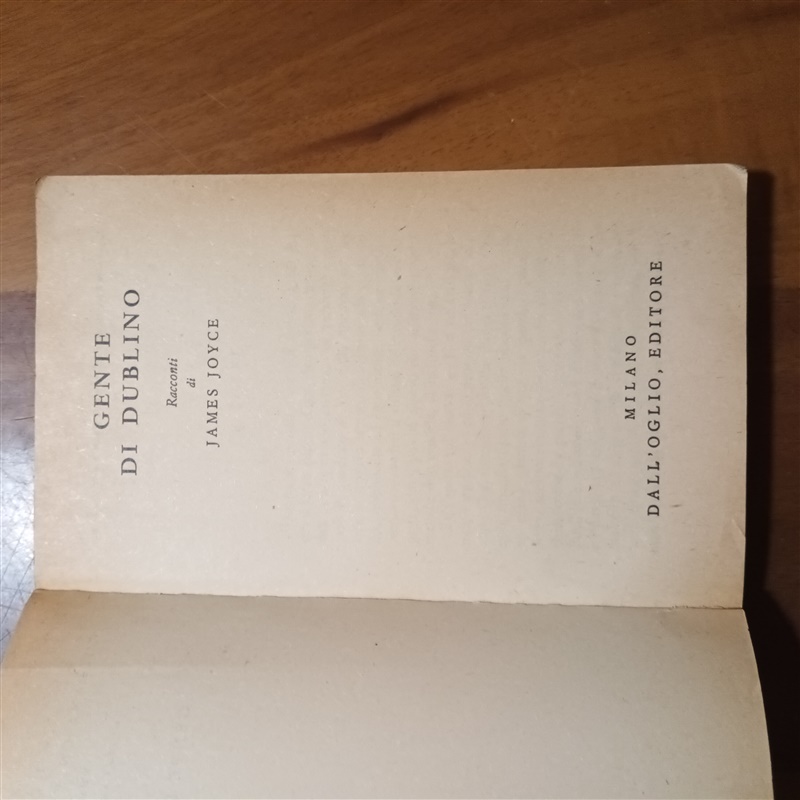 GENTE
DI DUBLINO
Racconti
di
JAMES JOYCE
MILANO
DALL'OGLIO, EDITORE